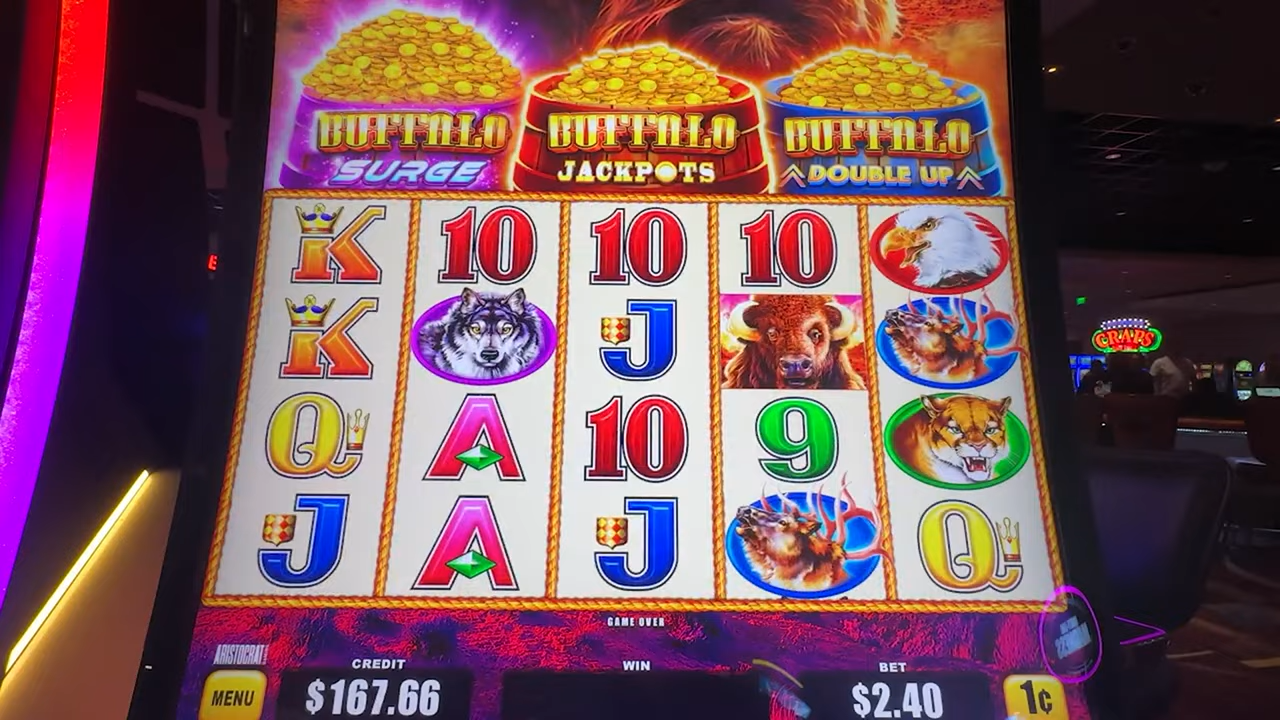 BUFFALO BUFFALO BUFFALO
SURGE JACKPOTS DOUBLE UP
K 10 10 10
K J
Q A 10 9
J A J Q
GAME OVER
ARISTOCRAT
CREDIT WIN BET
MENU $167.66 $2.40 1¢
CRAPS